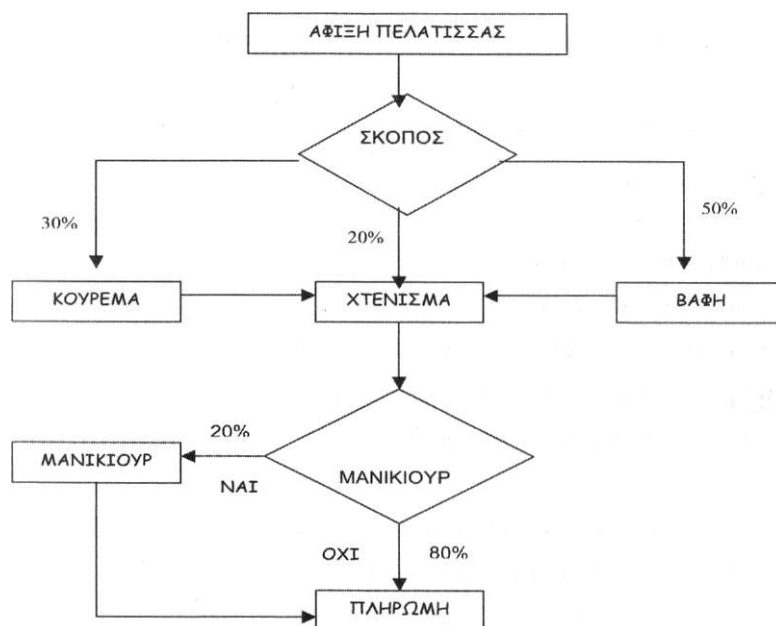 ΑΦΙΞΗ ΠΕΛΑΤΙΣΣΑΣ
ΣΚΟΠΟΣ
30%
20%
50%
ΚΟΥΡΕΜΑ
ΧΤΕΝΙΣΜΑ
ΒΑΦΗ
20%
ΜΑΝΙΚΙΟΥΡ
ΝΑΙ
ΜΑΝΙΚΙΟΥΡ
ΟΧΙ
80%
ΠΛΗΡΩΜΗ